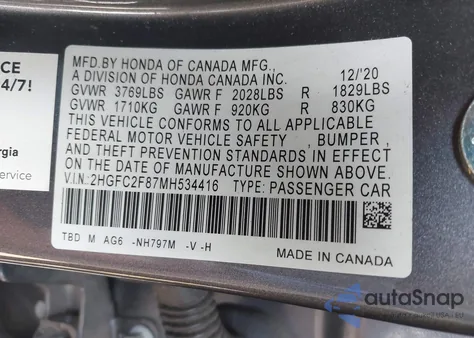 MFD.BY HONDA OF CANADA MFG.,
A DIVISION OF HONDA CANADA INC. 12/'20
GVWR 3769LBS GAWR F 2028LBS R 1829LBS
GVWR 1710KG GAWR F 920KG R 830KG
THIS VEHICLE CONFORMS TO ALL APPLICABLE
FEDERAL MOTOR VEHICLE SAFETY , BUMPER ,
AND THEFT PREVENTION STANDARDS IN EFFECT
ON THE DATE OF MANUFACTURE SHOWN ABOVE.
V.I.N: 2HGFC2F87MH534416 TYPE: PASSENGER CAR
TBD M AG6 -NH797M -V -H
MADE IN CANADA
CE
4/7!
rgia
service
autoSnap